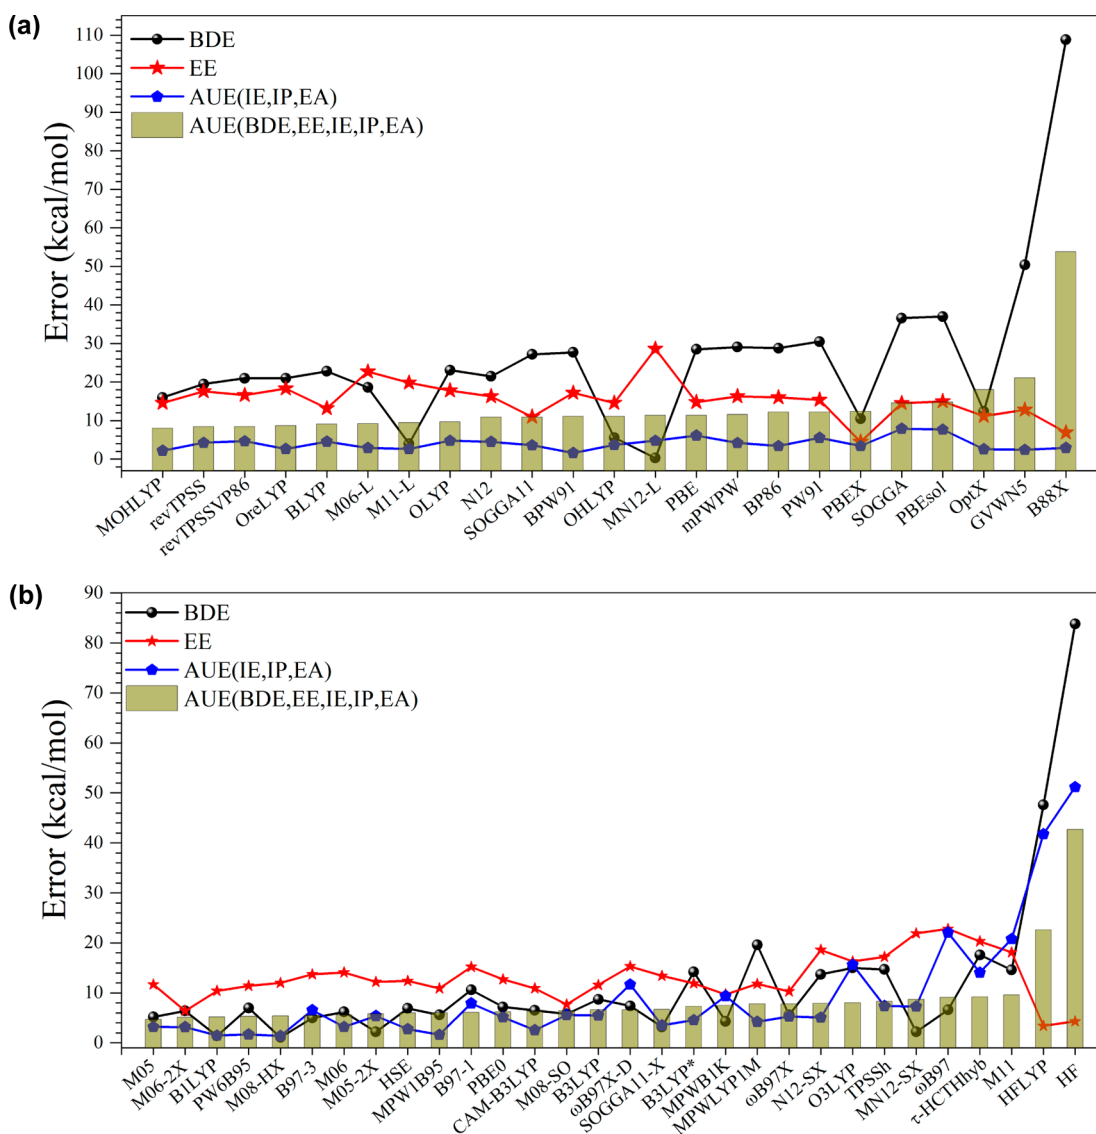 (a)
Error (kcal/mol)
110
100
90
80
70
60
50
40
30
20
10
0
BDE
EE
AUE(IE,IP,EA)
AUE(BDE,EE,IE,IP,EA)
MOHLYP
revTPSS
revTPSSVP86
OreLYP
BLYP
M06-L
M11-L
OLYP
N12
SOGGA11
BPW91
OHLYP
MN12-L
PBE
mPWPW
BP86
PW91
PBEX
SOGGA
PBEsol
OptX
GVWN5
B88X
(b)
Error (kcal/mol)
90
80
70
60
50
40
30
20
10
0
BDE
EE
AUE(IE,IP,EA)
AUE(BDE,EE,IE,IP,EA)
M05
M06-2X
B1LYP
PW6B95
M08-HX
B97-3
M06
M05-2X
HSE
MPW1B95
B97-1
PBE0
CAM-B3LYP
M08-SO
B3LYP
ωB97X-D
SOGGA11-X
B3LYP*
MPWB1K
MPWLYP1M
ωB97X
N12-SX
O3LYP
TPSSh
MN12-SX
ωB97
τ-HCTHhyb
M11
HFLYP
HF